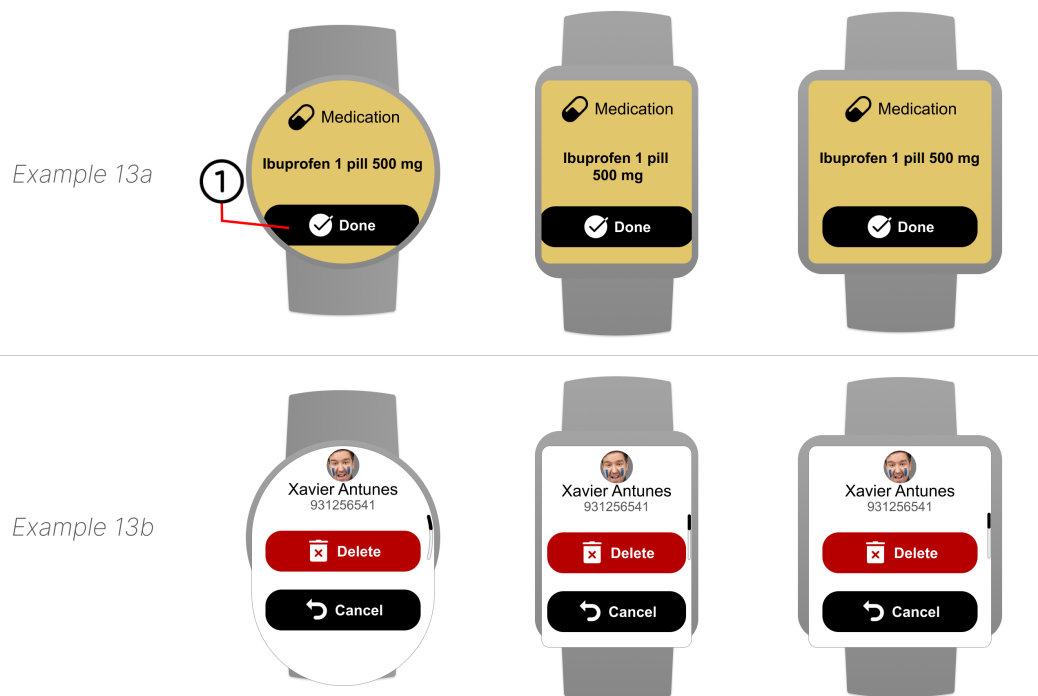 Example 13a
1
Medication
Ibuprofen 1 pill 500 mg
Done
Medication
Ibuprofen 1 pill
500 mg
Done
Medication
Ibuprofen 1 pill 500 mg
Done
Example 13b
Xavier Antunes
931256541
Delete
Cancel
Xavier Antunes
931256541
Delete
Cancel
Xavier Antunes
931256541
Delete
Cancel